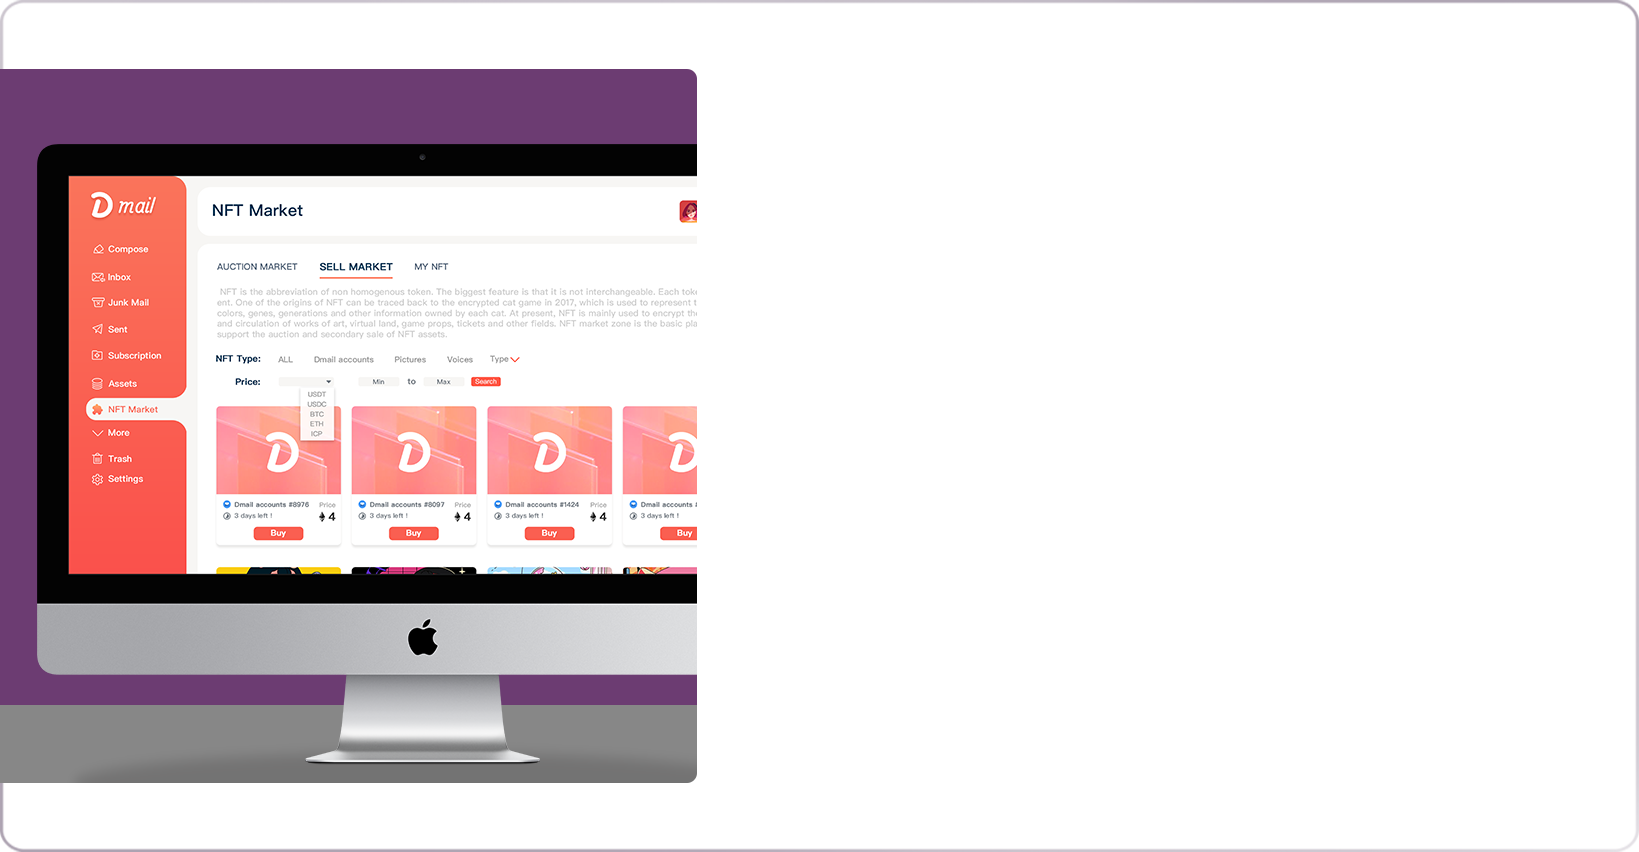 D mail
Compose
Inbox
Junk Mail
Sent
Subscription
Assets
NFT Market
More
Trash
Settings
NFT Market
AUCTION MARKET SELL MARKET MY NFT
NFT is the abbreviation of non homogenous token. The biggest feature is that it is not interchangeable. Each toke
ent. One of the origins of NFT can be traced back to the encrypted cat game in 2017, which is used to represent t
colors, genes, generations and other information owned by each cat. At present, NFT is mainly used to encrypt the
and circulation of works of art, virtual land, game props, tickets and other fields. NFT market zone is the basic pla
support the auction and secondary sale of NFT assets.
NFT Type: ALL Dmail accounts Pictures Voices Type
Price: Min to Max Search
USDT
USDC
BTC
ETH
ICP
D
D
D
D
Dmail accounts #8976 Price
3 days left ! 4
Buy
Dmail accounts #8097 Price
3 days left ! 4
Buy
Dmail accounts #1424 Price
3 days left ! 4
Buy
Dmail accounts #
3 days left !
Buy